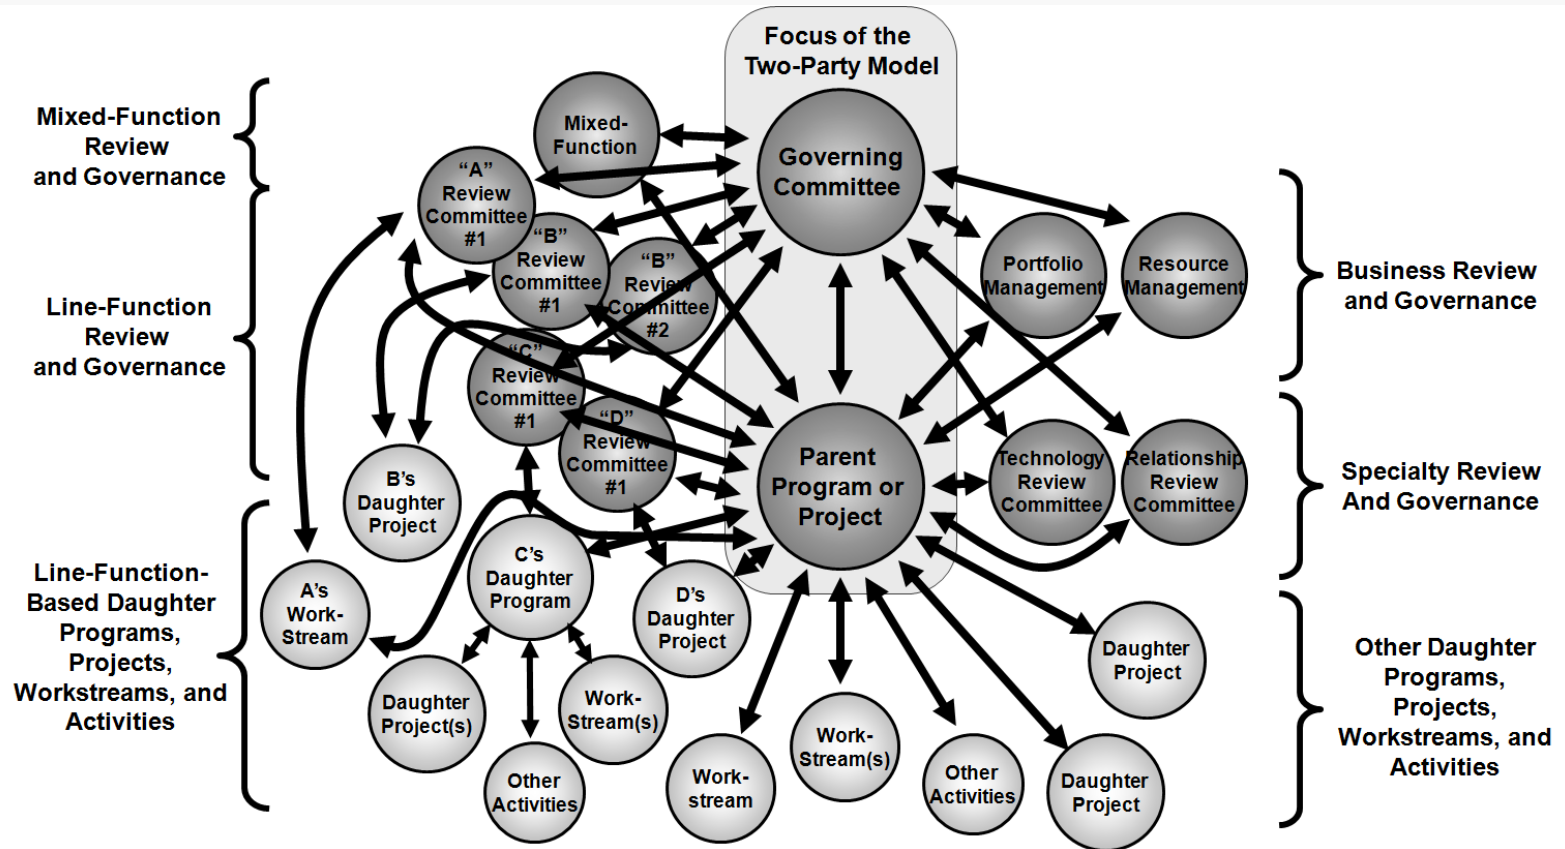 Focus of the
Two-Party Model
Mixed-Function
Review
and Governance
Line-Function
Review
and Governance
Line-Function-
Based Daughter
Programs,
Projects,
Workstreams, and
Activities
Mixed-
Function
“A”
Review
Committee
#1
“B”
Review
Committee
#1
“B”
Review
Committee
#2
“C”
Review
Committee
#1
“D”
Review
Committee
#1
Governing
Committee
Parent
Program or
Project
Portfolio
Management
Resource
Management
Technology
Review
Committee
Relationship
Review
Committee
B’s
Daughter
Project
A’s
Work-
Stream
C’s
Daughter
Program
D’s
Daughter
Project
Daughter
Project(s)
Other
Activities
Work-
Stream(s)
Work-
stream
Work-
Stream(s)
Other
Activities
Daughter
Project
Daughter
Project
Business Review
and Governance
Specialty Review
And Governance
Other Daughter
Programs,
Projects,
Workstreams, and
Activities